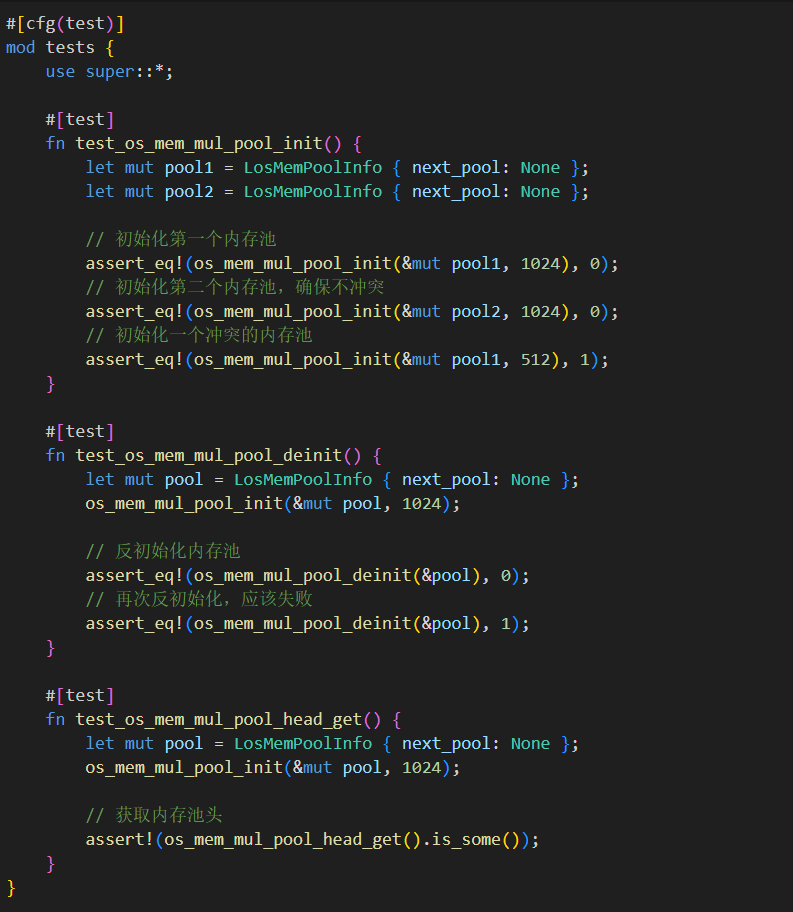 #[cfg(test)]
mod tests {
    use super::*;

    #[test]
    fn test_os_mem_mul_pool_init() {
        let mut pool1 = LosMemPoolInfo { next_pool: None };
        let mut pool2 = LosMemPoolInfo { next_pool: None };

        // 初始化第一个内存池
        assert_eq!(os_mem_mul_pool_init(&mut pool1, 1024), 0);
        // 初始化第二个内存池，确保不冲突
        assert_eq!(os_mem_mul_pool_init(&mut pool2, 1024), 0);
        // 初始化一个冲突的内存池
        assert_eq!(os_mem_mul_pool_init(&mut pool1, 512), 1);
    }

    #[test]
    fn test_os_mem_mul_pool_deinit() {
        let mut pool = LosMemPoolInfo { next_pool: None };
        os_mem_mul_pool_init(&mut pool, 1024);

        // 反初始化内存池
        assert_eq!(os_mem_mul_pool_deinit(&pool), 0);
        // 再次反初始化，应该失败
        assert_eq!(os_mem_mul_pool_deinit(&pool), 1);
    }

    #[test]
    fn test_os_mem_mul_pool_head_get() {
        let mut pool = LosMemPoolInfo { next_pool: None };
        os_mem_mul_pool_init(&mut pool, 1024);

        // 获取内存池头
        assert!(os_mem_mul_pool_head_get().is_some());
    }
}